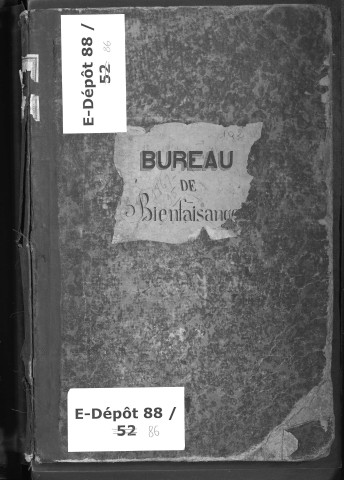 E-Dépôt 88 /
52 86
BUREAU
DE
Bienfaisance
E-Dépôt 88 /
52 86